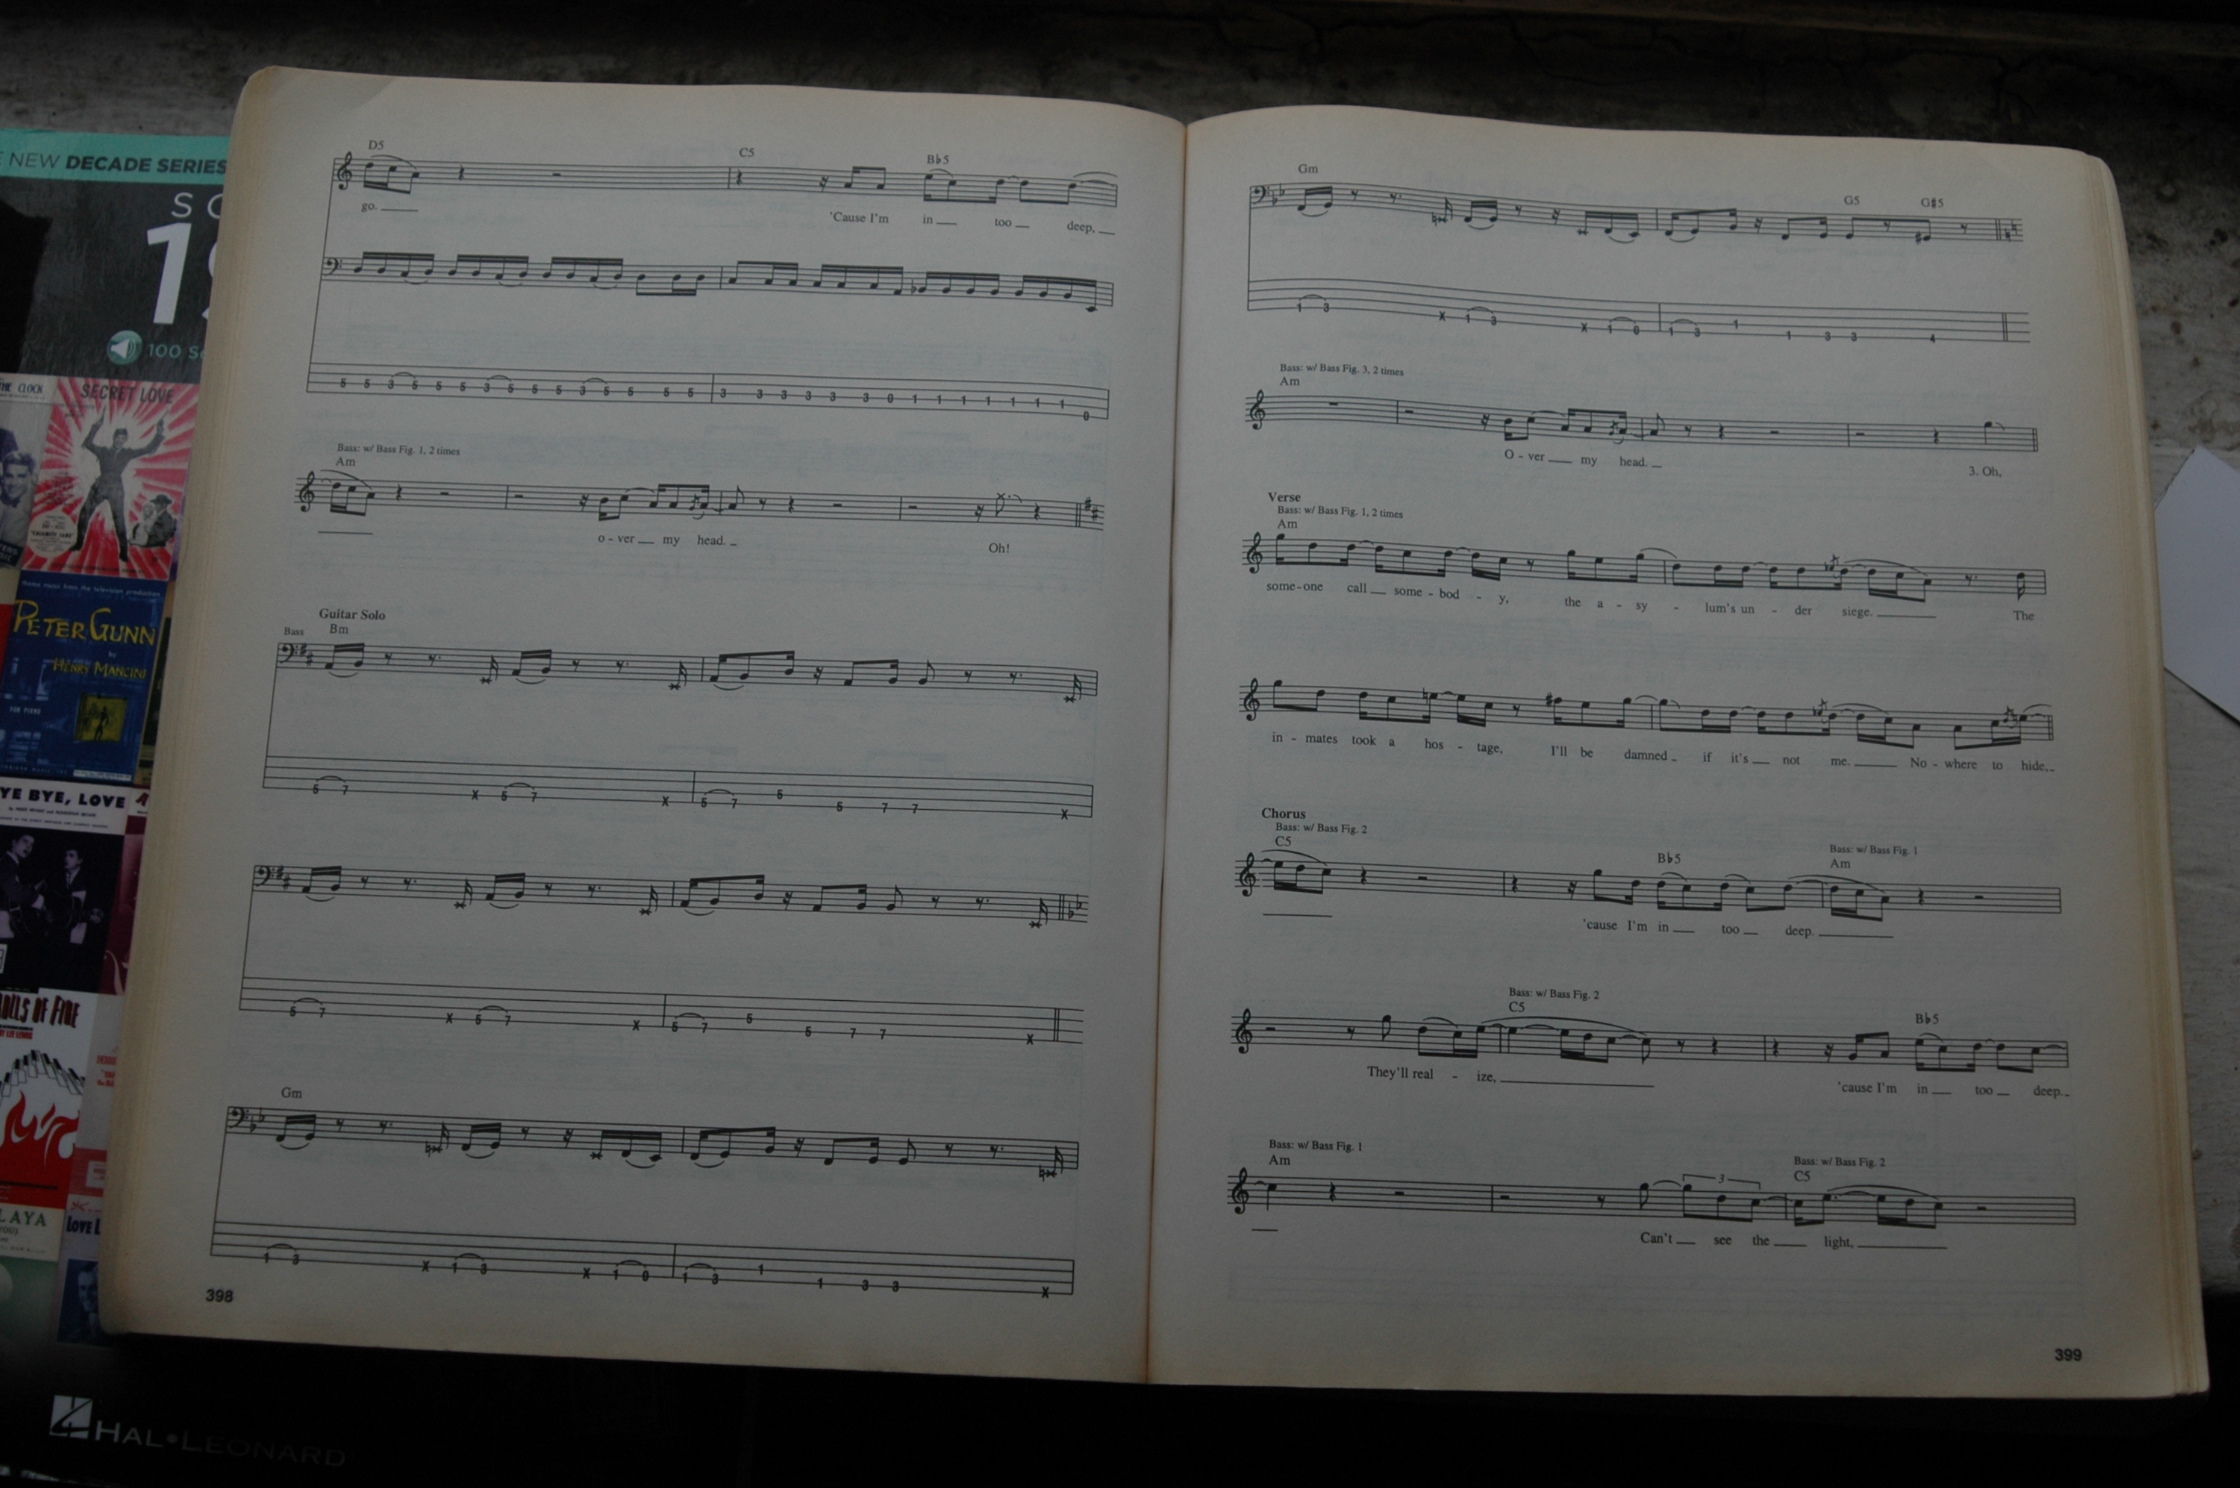 NEW DECADE SERIES
100
THE CLOCK
SECRET LOVE
PETER GUNN
by
HENRY MANCINI
FOR PIANO
BYE BYE, LOVE
OF FIRE
LAYA
LOVE
HAL•LEONARD
D5 C5 B♭5
go. 'Cause I'm in too deep,
5 5 3 5 5 5 3 5 5 5 3 5 5 5 5 3 3 3 3 3 3 0 1 1 1 1 1 1 1 0
Bass: w/ Bass Fig. 1, 2 times
Am
o - ver my head. Oh!
Guitar Solo
Bass Bm
5 7 X 5 7 X 5 7 5 5 7 7 X
5 7 X 5 7 X 5 7 5 5 7 7 X
Gm
1 3 X 1 3 X 1 0 1 3 1 1 3 3 X
398
Gm G5 G#5
1 3 X 1 3 X 1 0 1 3 1 1 3 3 4
Bass: w/ Bass Fig. 3, 2 times
Am
O - ver my head. 3. Oh,
Verse
Bass: w/ Bass Fig. 1, 2 times
Am
some-one call some - bod - y, the a - sy - lum's un - der siege. The
in - mates took a hos - tage, I'll be damned if it's not me. No - where to hide,
Chorus
Bass: w/ Bass Fig. 2 Bass: w/ Bass Fig. 1
C5 B♭5 Am
'cause I'm in too deep.
Bass: w/ Bass Fig. 2
C5 B♭5
They'll real - ize, 'cause I'm in too deep.
Bass: w/ Bass Fig. 1 Bass: w/ Bass Fig. 2
Am C5
3
Can't see the light,
399